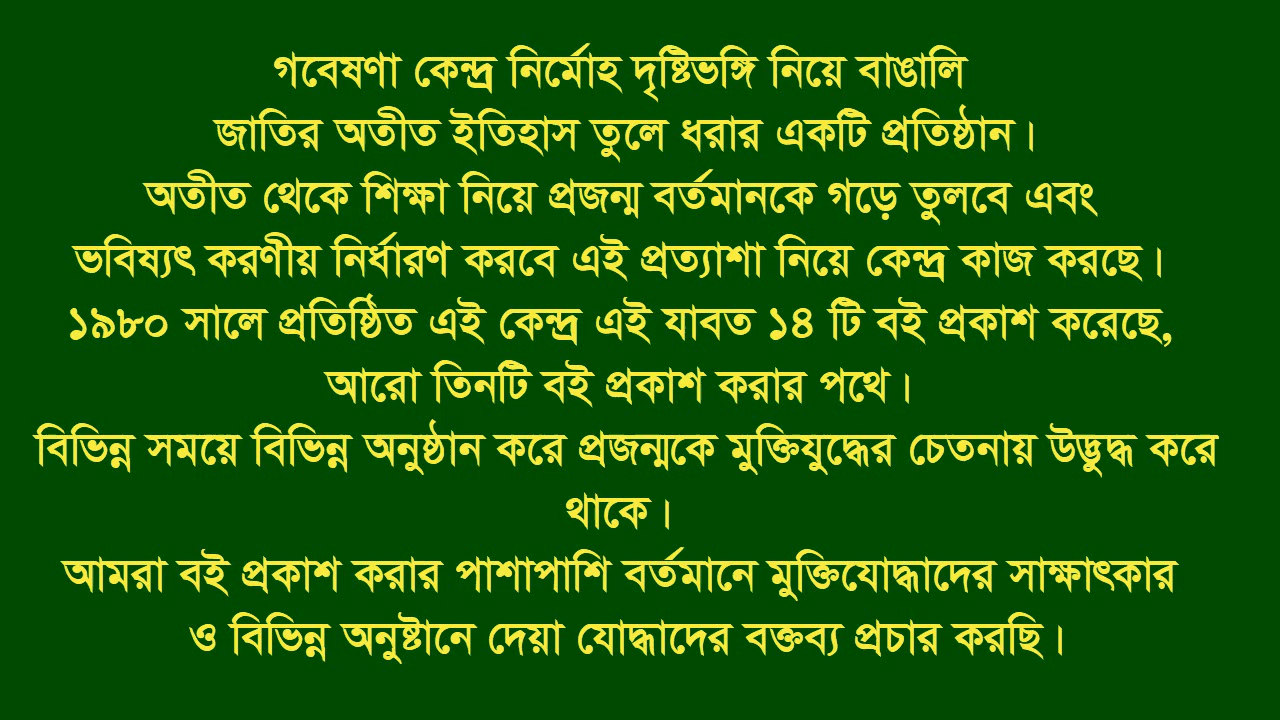 গবেষণা কেন্দ্র নির্মোহ দৃষ্টিভঙ্গি নিয়ে বাঙালি
জাতির অতীত ইতিহাস তুলে ধরার একটি প্রতিষ্ঠান।
অতীত থেকে শিক্ষা নিয়ে প্রজন্ম বর্তমানকে গড়ে তুলবে এবং
ভবিষ্যৎ করণীয় নির্ধারণ করবে এই প্রত্যাশা নিয়ে কেন্দ্র কাজ করছে।
১৯৮০ সালে প্রতিষ্ঠিত এই কেন্দ্র এই যাবত ১৪ টি বই প্রকাশ করেছে,
আরো তিনটি বই প্রকাশ করার পথে।
বিভিন্ন সময়ে বিভিন্ন অনুষ্ঠান করে প্রজন্মকে মুক্তিযুদ্ধের চেতনায় উদ্ভুদ্ধ করে
থাকে।
আমরা বই প্রকাশ করার পাশাপাশি বর্তমানে মুক্তিযোদ্ধাদের সাক্ষাৎকার
ও বিভিন্ন অনুষ্টানে দেয়া যোদ্ধাদের বক্তব্য প্রচার করছি।